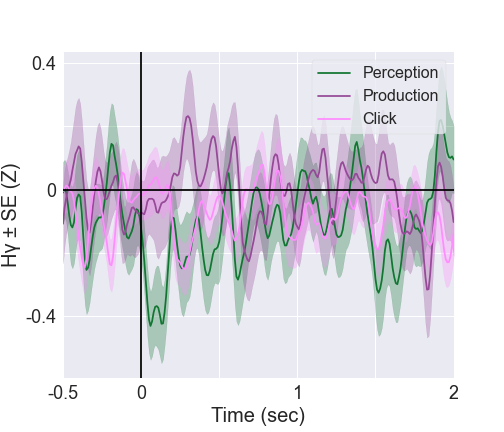 Perception
Production
Click
Hγ ± SE (Z)
0.4
0
-0.4
-0.5 0 1 2
Time (sec)